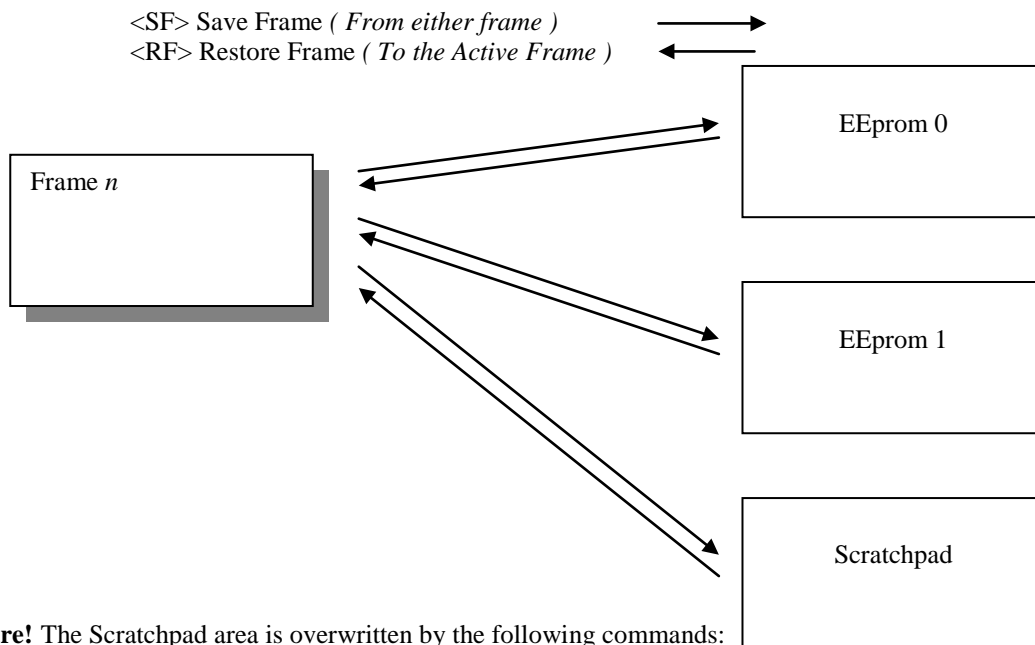 <SF> Save Frame ( From either frame )
<RF> Restore Frame ( To the Active Frame )
EEprom 0
Frame n
EEprom 1
Scratchpad
re! The Scratchpad area is overwritten by the following commands: